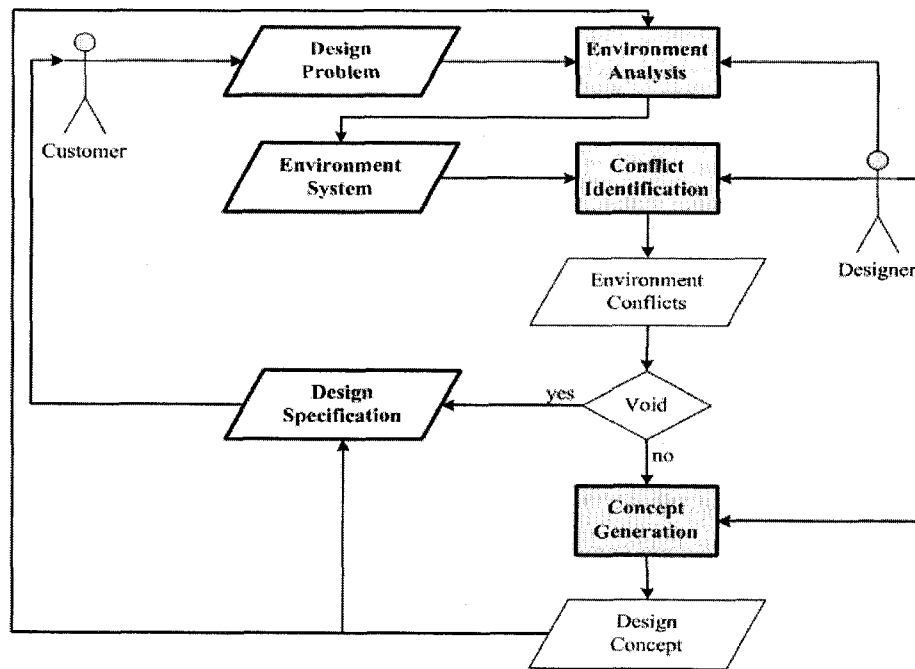 Design
Problem
Environment
Analysis
Customer
Environment
System
Conflict
Identification
Designer
Environment
Conflicts
Design
Specification
yes
Void
no
Concept
Generation
Design
Concept